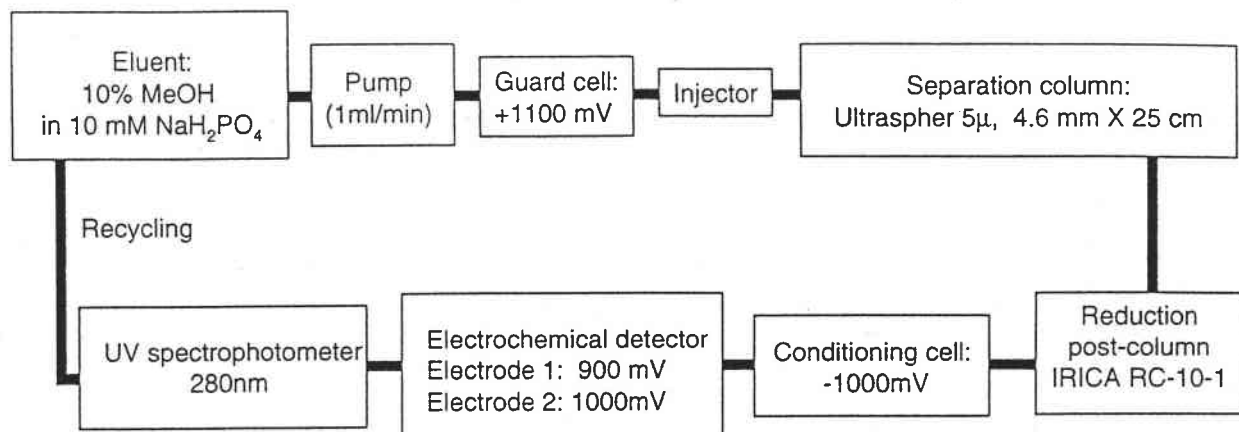 Eluent:
10% MeOH
in 10 mM NaH₂PO₄
Pump
(1ml/min)
Guard cell:
+1100 mV
Injector
Separation column:
Ultraspher 5μ, 4.6 mm X 25 cm
Recycling
UV spectrophotometer
280nm
Electrochemical detector
Electrode 1: 900 mV
Electrode 2: 1000mV
Conditioning cell:
-1000mV
Reduction
post-column
IRICA RC-10-1